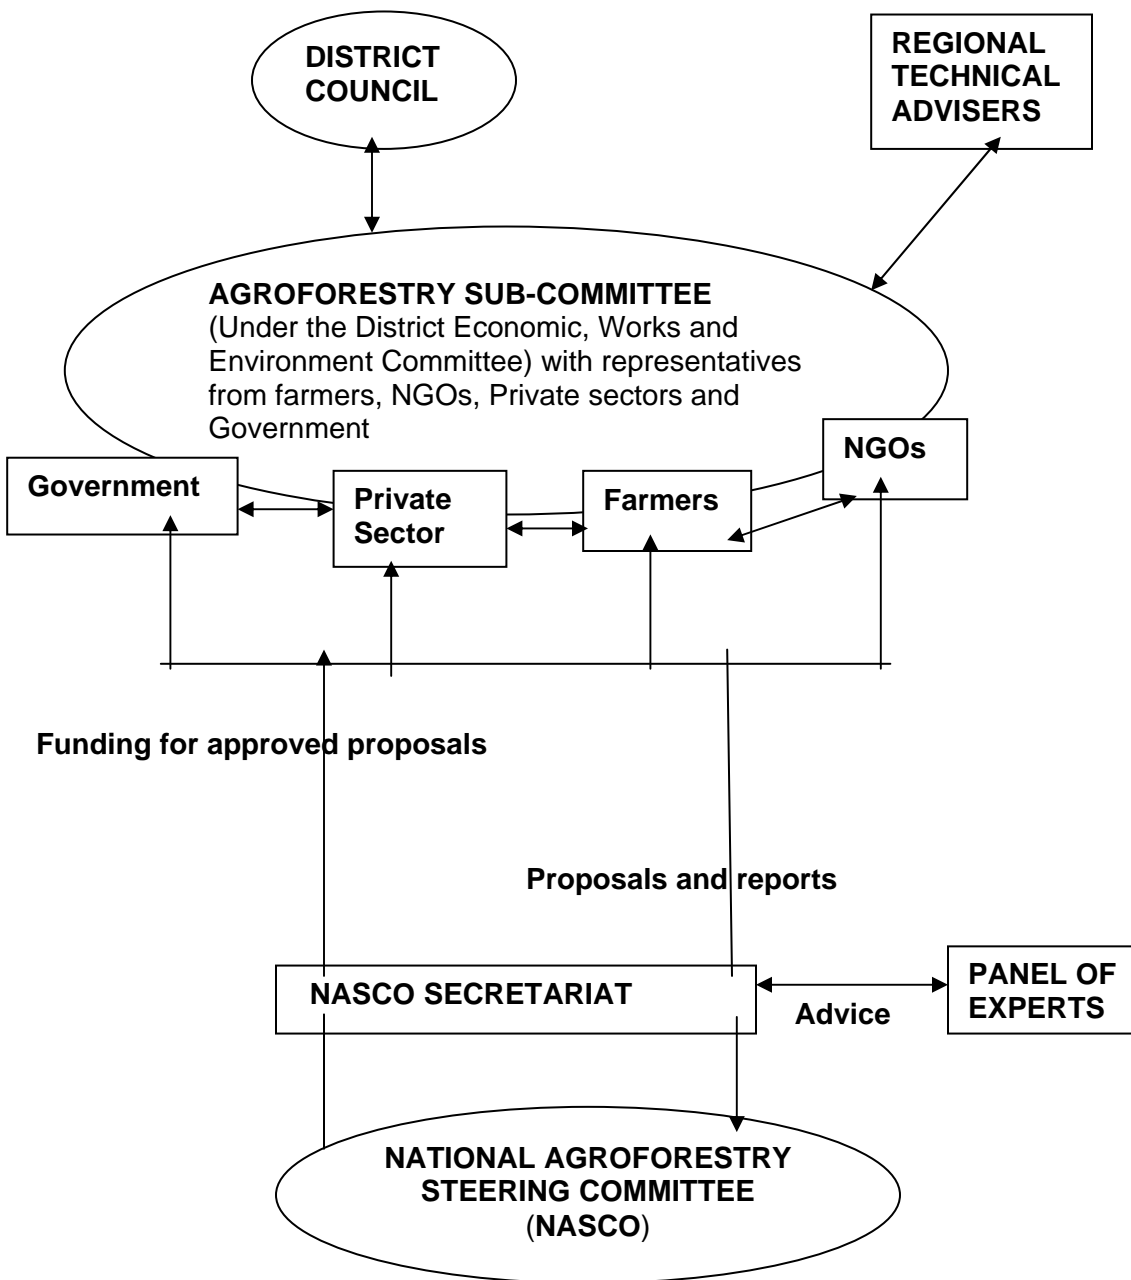 DISTRICT
COUNCIL
REGIONAL
TECHNICAL
ADVISERS
AGROFORESTRY SUB-COMMITTEE
(Under the District Economic, Works and
Environment Committee) with representatives
from farmers, NGOs, Private sectors and
Government
Government
Private
Sector
Farmers
NGOs
Funding for approved proposals
Proposals and reports
NASCO SECRETARIAT
Advice
PANEL OF
EXPERTS
NATIONAL AGROFORESTRY
STEERING COMMITTEE
(NASCO)